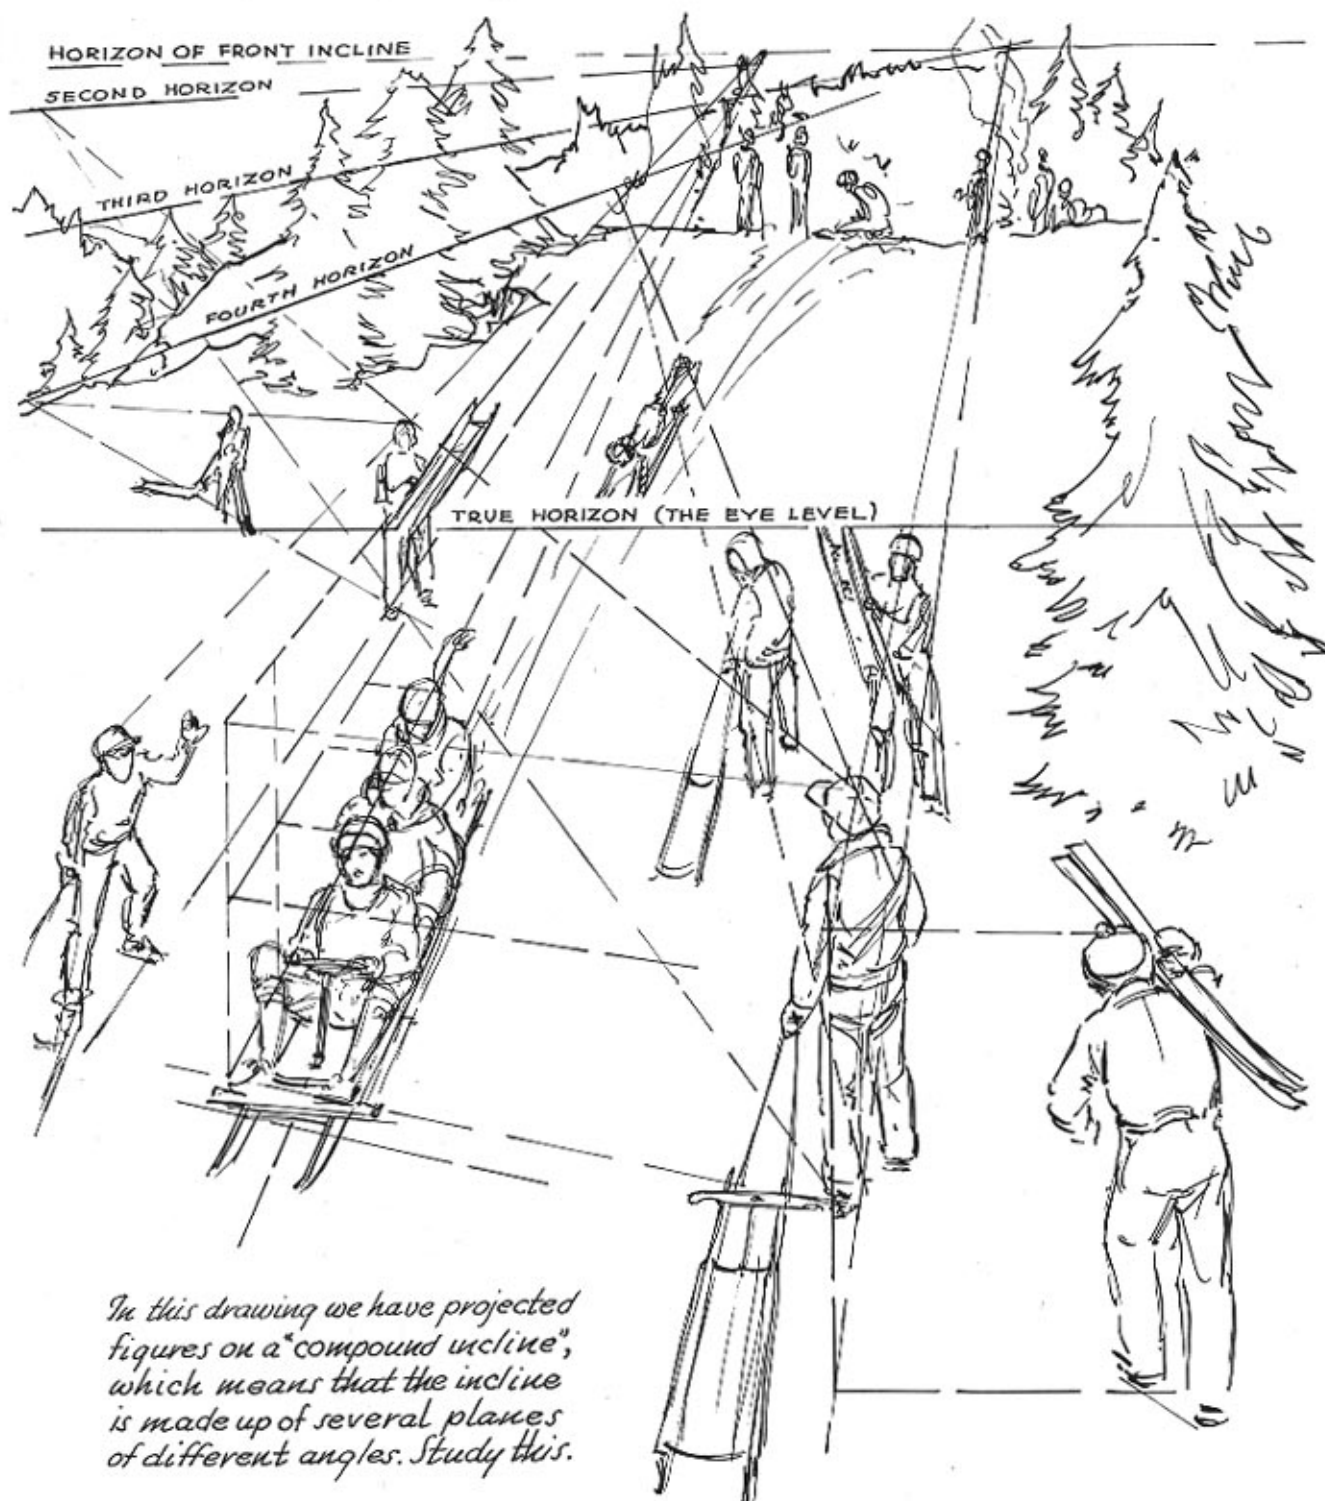 HORIZON OF FRONT INCLINE
SECOND HORIZON
THIRD HORIZON
FOURTH HORIZON
TRUE HORIZON (THE EYE LEVEL)
In this drawing we have projected
figures on a "compound incline",
which means that the incline
is made up of several planes
of different angles. Study this.